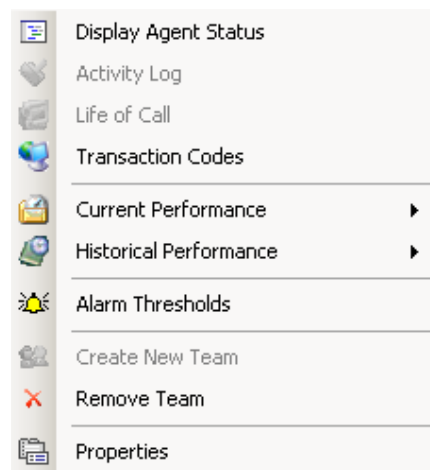 Display Agent Status
Activity Log
Life of Call
Transaction Codes
Current Performance
Historical Performance
Alarm Thresholds
Create New Team
Remove Team
Properties